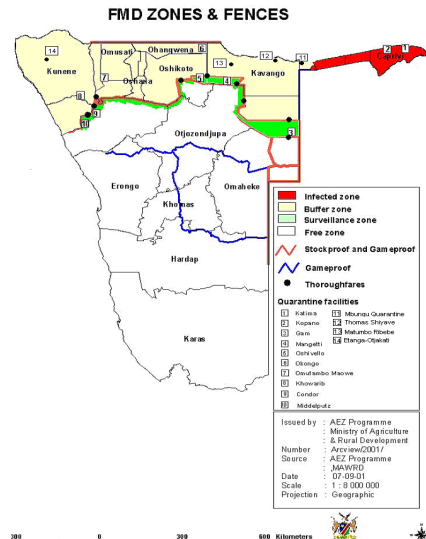 FMD ZONES & FENCES
14
Omusati
Ohangwena
6
13
12
11
2
1
Caprivi
Kunene
7
Oshana
Oshikoto
5
4
Kavango
8
9
10
3
Otjozondjupa
Erongo
Omaheke
Khomas
Hardap
Karas
Infected zone
Buffer zone
Surveillance zone
Free zone
Stockproof and Gameproof
Gameproof
Thoroughfares
Quarantine facilities
1 Katima
2 Kopano
3 Gam
4 Mangetti
5 Oshivello
6 Okongo
7 Omutambo Maowe
8 Khowarib
9 Condor
10 Middelputz
11 Mbunqu Quarantine
12 Thomas Shiyave
13 Matumbo Ribebe
14 Etanga-Otjakati
Issued by : AEZ Programme
: Ministry of Agriculture
: & Rural Development
Number : Arcview/2001/
Source : AEZ Programme
: ,MAWRD
Date : 07-09-01
Scale : 1 : 8 000 000
Projection : Geographic
300 0 300 600 Kilometers